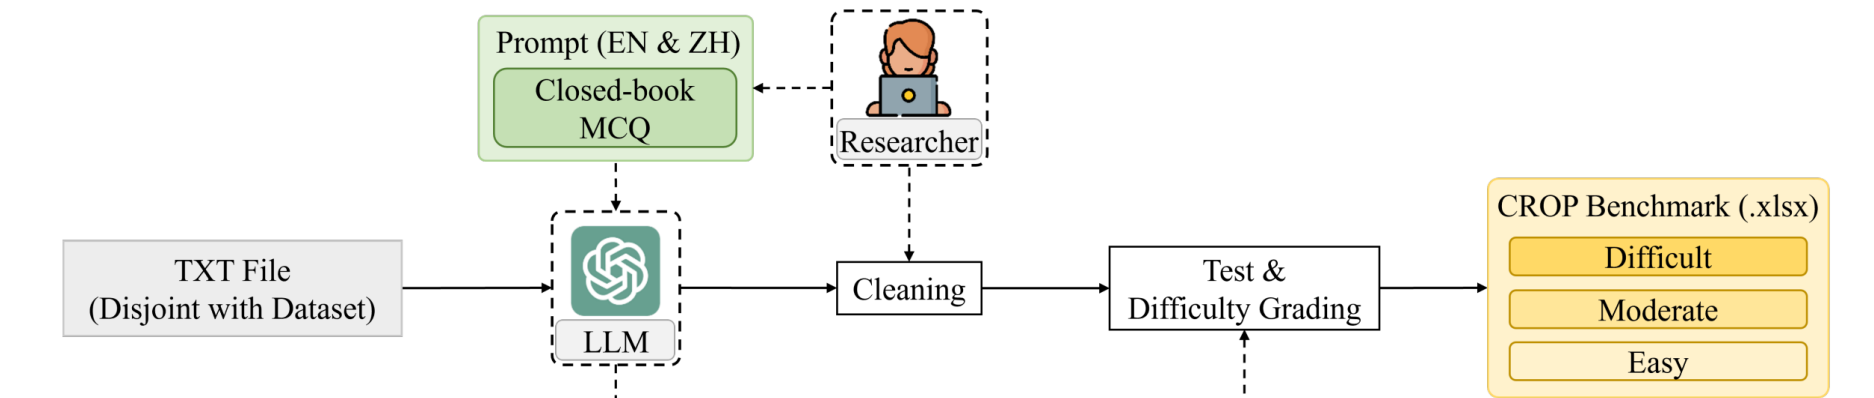 Prompt (EN & ZH)
Closed-book
MCQ
Researcher
TXT File
(Disjoint with Dataset)
LLM
Cleaning
Test &
Difficulty Grading
CROP Benchmark (.xlsx)
Difficult
Moderate
Easy